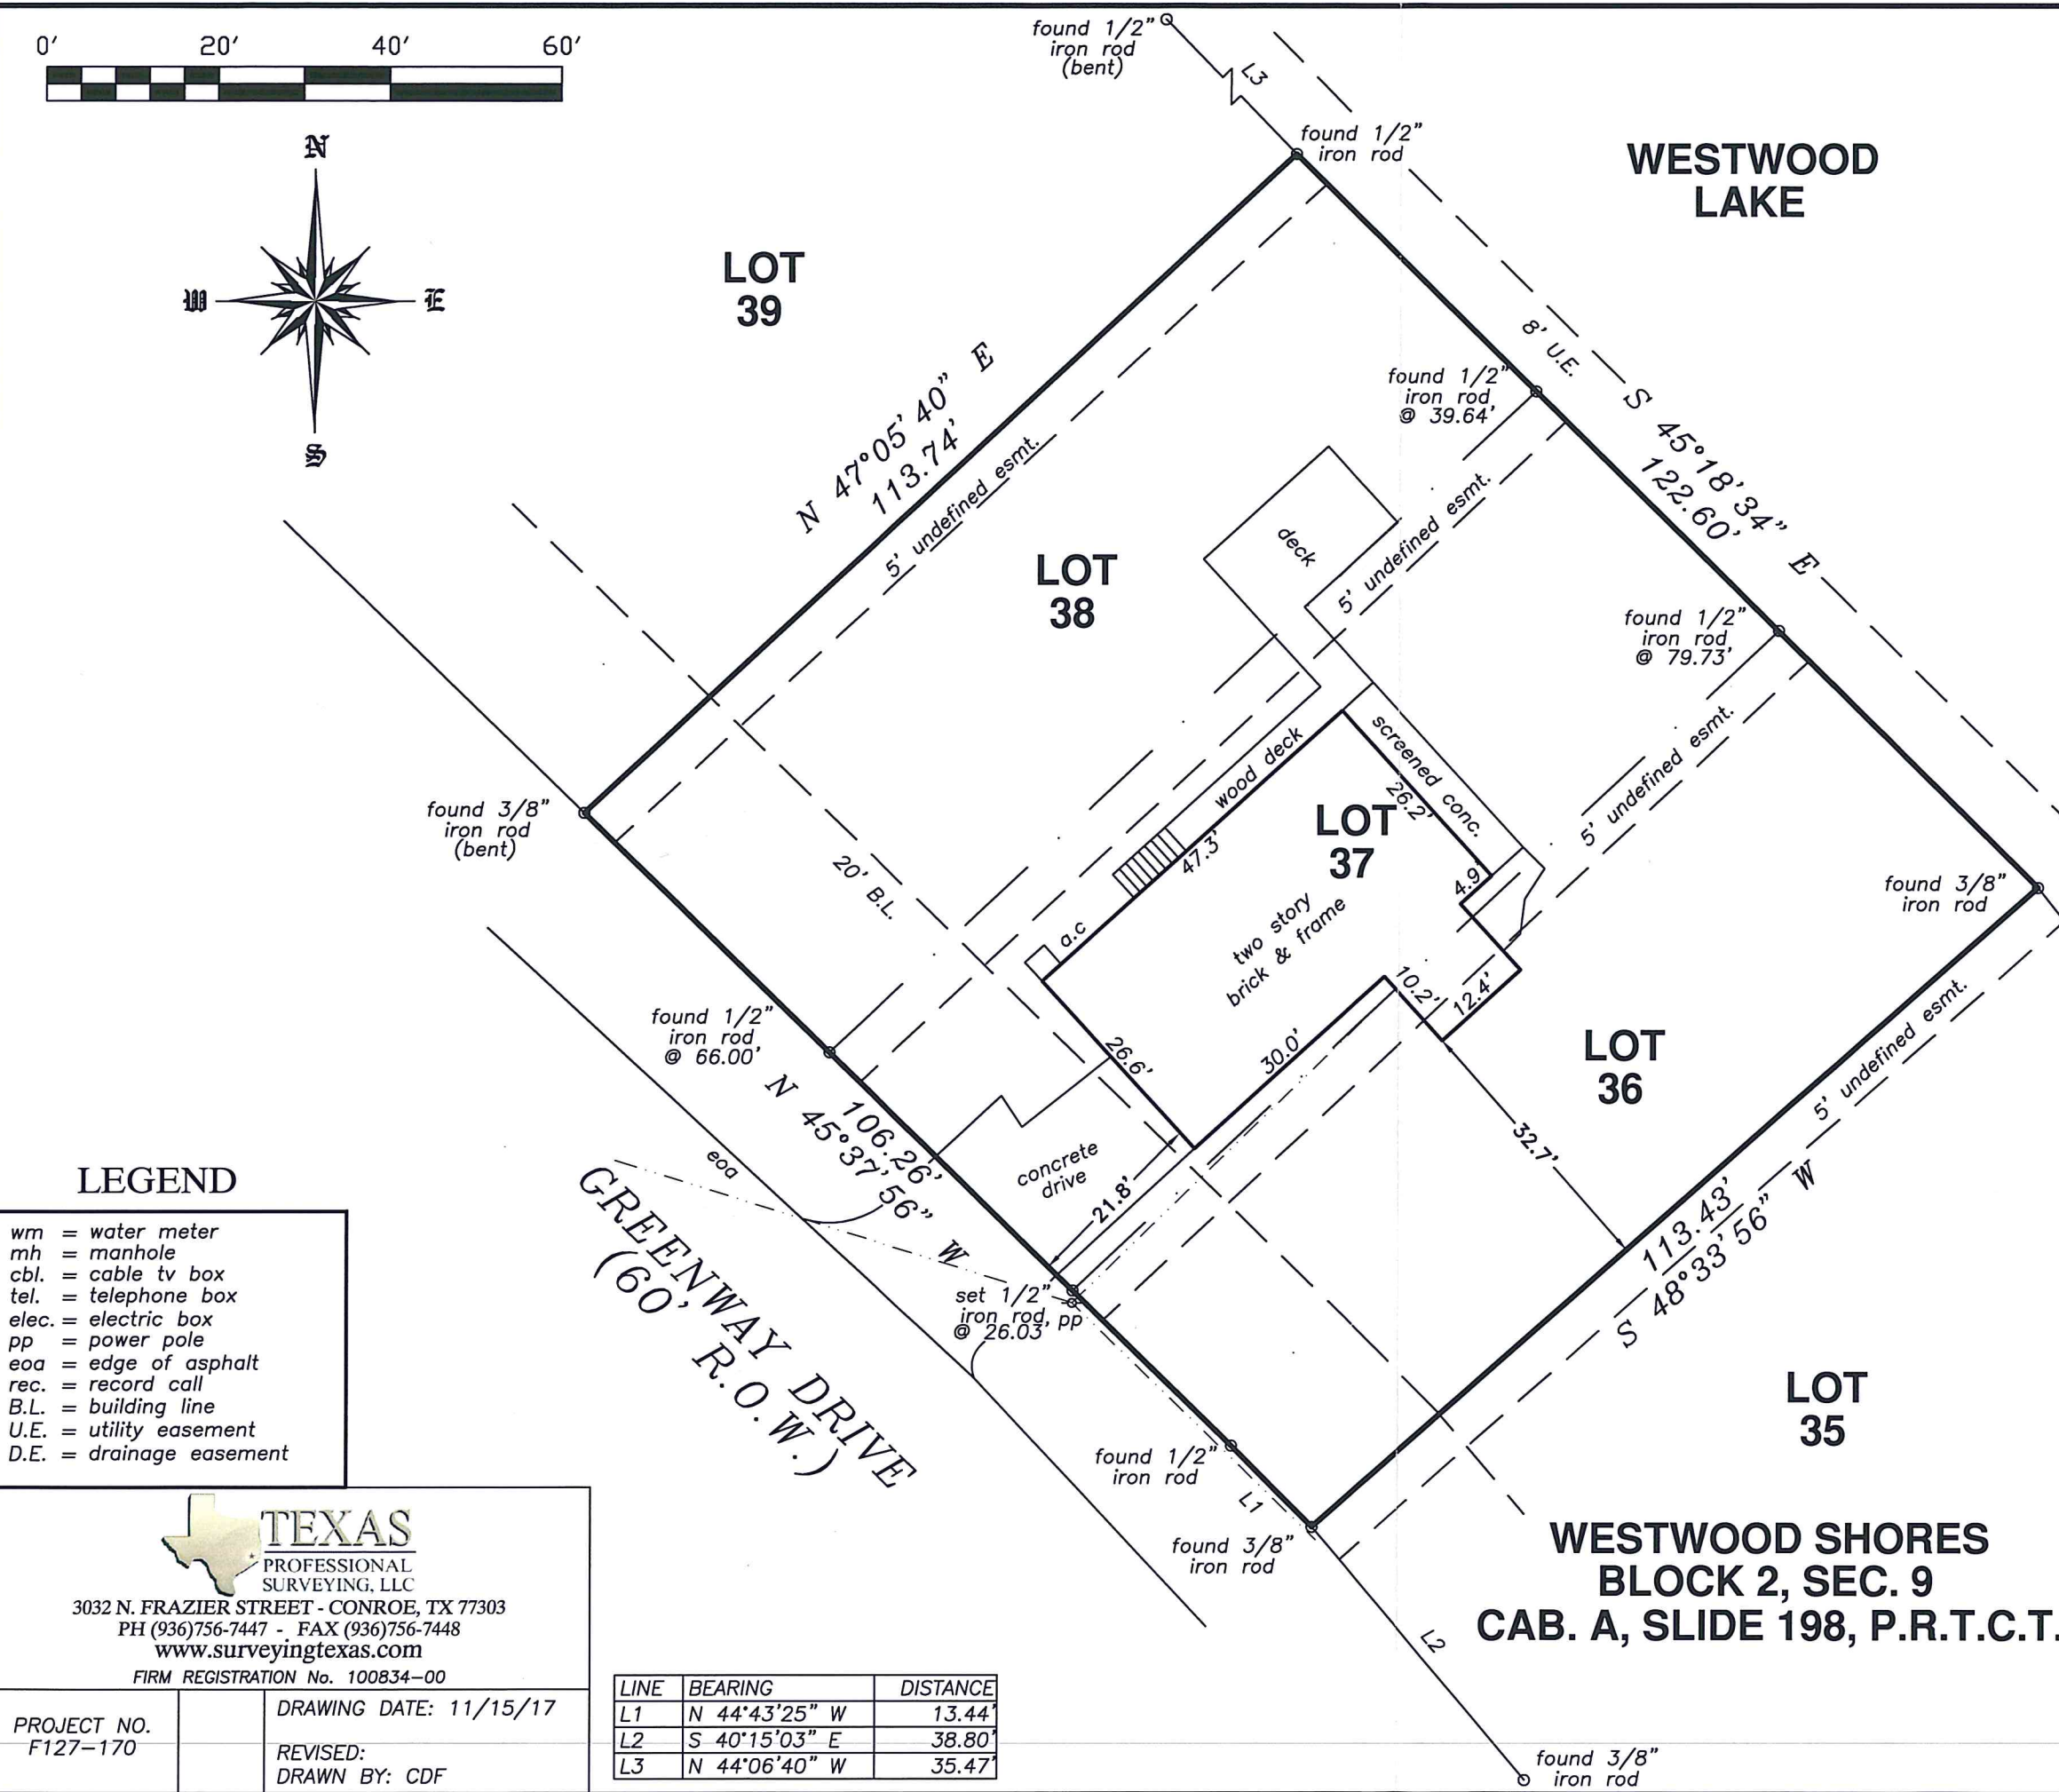 0' 20' 40' 60'
N
W E
S
found 1/2"
iron rod
(bent)
L3
found 1/2"
iron rod
WESTWOOD
LAKE
LOT
39
N 47°05'40" E
113.74'
5' undefined esmt.
8' U.E.
found 1/2"
iron rod
@ 39.64'
S 45°18'34" E
122.60'
deck
5' undefined esmt.
LOT
38
found 1/2"
iron rod
@ 79.73'
found 3/8"
iron rod
(bent)
20' B.L.
wood deck
47.3'
screened conc.
26.2'
LOT
37
4.9'
5' undefined esmt.
found 3/8"
iron rod
a.c
two story
brick & frame
10.2'
12.4'
26.6'
30.0'
LOT
36
5' undefined esmt.
found 1/2"
iron rod
@ 66.00'
106.26'
N 45°37'56" W
concrete
drive
21.8'
32.7'
113.43'
S 48°33'56" W
eoa
GREENWAY DRIVE
(60' R.O.W.)
set 1/2"
iron rod, pp
@ 26.03'
LOT
35
found 1/2"
iron rod
L1
found 3/8"
iron rod
WESTWOOD SHORES
BLOCK 2, SEC. 9
CAB. A, SLIDE 198, P.R.T.C.T.
L2
found 3/8"
iron rod
LEGEND
wm = water meter
mh = manhole
cbl. = cable tv box
tel. = telephone box
elec. = electric box
pp = power pole
eoa = edge of asphalt
rec. = record call
B.L. = building line
U.E. = utility easement
D.E. = drainage easement
TEXAS
PROFESSIONAL
SURVEYING, LLC
3032 N. FRAZIER STREET - CONROE, TX 77303
PH (936)756-7447 - FAX (936)756-7448
www.surveyingtexas.com
FIRM REGISTRATION No. 100834-00
PROJECT NO.
F127-170
DRAWING DATE: 11/15/17
REVISED:
DRAWN BY: CDF
LINE BEARING DISTANCE
L1 N 44°43'25" W 13.44'
L2 S 40°15'03" E 38.80'
L3 N 44°06'40" W 35.47'